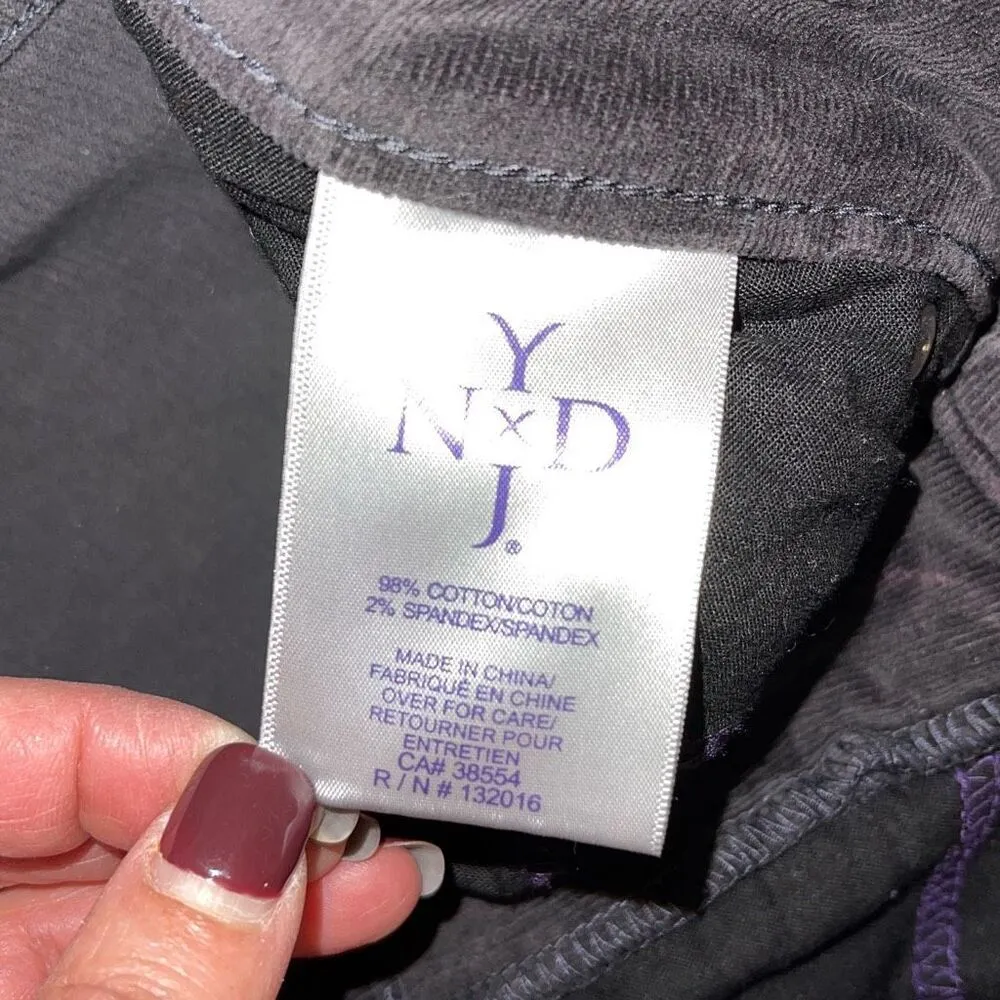 Y
N X D
J®
98% COTTON/COTON
2% SPANDEX/SPANDEX
MADE IN CHINA/
FABRIQUÉ EN CHINE
OVER FOR CARE/
RETOURNER POUR
ENTRETIEN
CA# 38554
R / N # 132016